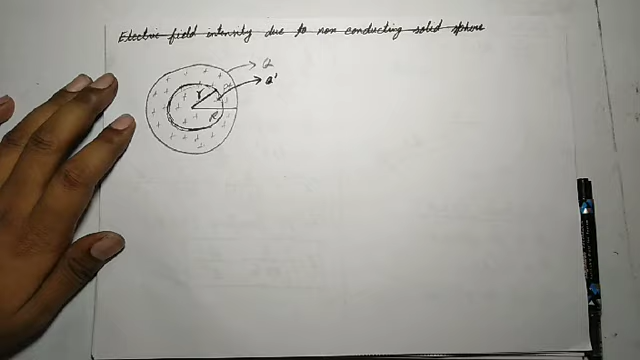 Electric field intensity due to non conducting solid sphere
Q
Q'
r
R